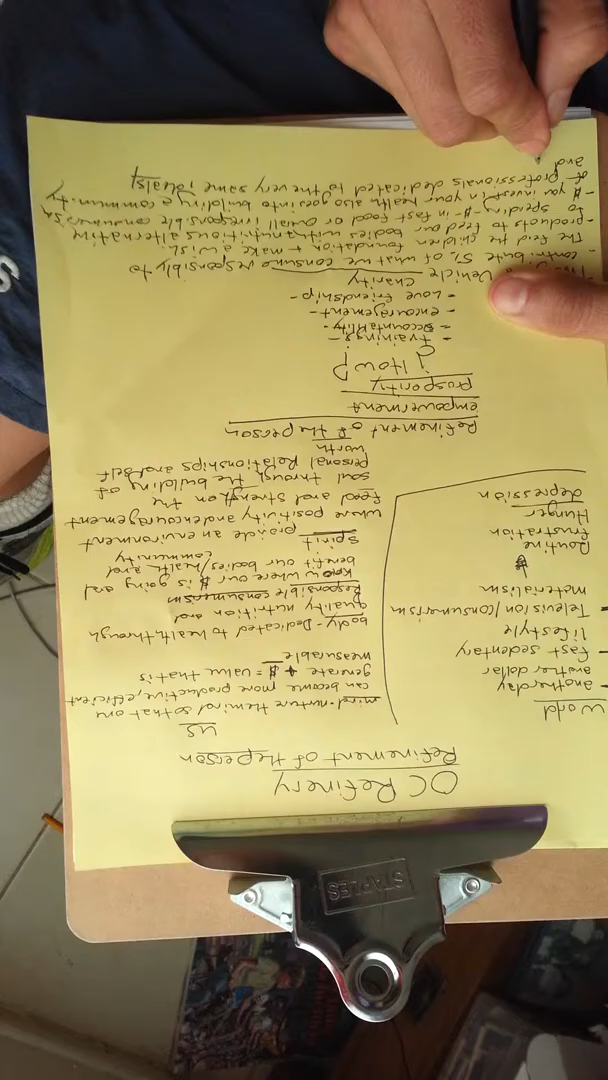 OC Refinery
Refinement of the person
World
- another day
another dollar
- fast sedentary
lifestyle
- Television/consumerism
materialism
Routine
frustration
Hunger
depression
US
mind-nurture the mind so that one
can become more productive, efficient
generate + $ = value that is
measurable
body- Dedicated to health through
quality nutrition and
Responsible consumerism
know where our $ is going and
benefit our bodies/health and
community
Spirit provide an environment
where positivity and encouragement
feed and strengthen the
soul through the building of
personal Relationships and self
worth
Refinement of the person
empowerment
prosperity
¿How?
- trainings-
- accountability-
- encouragement-
- Love friendship-
Vehicle charity
- contribute 5% of what we consume responsibly to
The feed the children foundation + make a wish.
- products to feed our bodies with nutritious alternative
to spending -$- in fast food or overall irresponsible consumerism
- $ you invest in your health also goes into building a community
of professionals dedicated to the very same ideals/
and
STAPLES